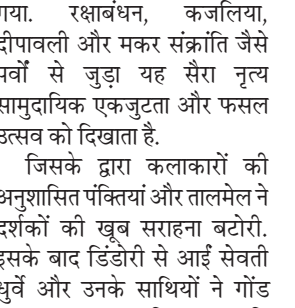 गया. रक्षाबंधन, कजलिया,
दीपावली और मकर संक्रांति जैसे
पर्वों से जुड़ा यह सैरा नृत्य
सामुदायिक एकजुटता और फसल
उत्सव को दिखाता है.
जिसके द्वारा कलाकारों की
अनुशासित पंक्तियां और तालमेल ने
दर्शकों की खूब सराहना बटोरी.
इसके बाद डिंडोरी से आईं सेवती
धुर्वे और उनके साथियों ने गोंड